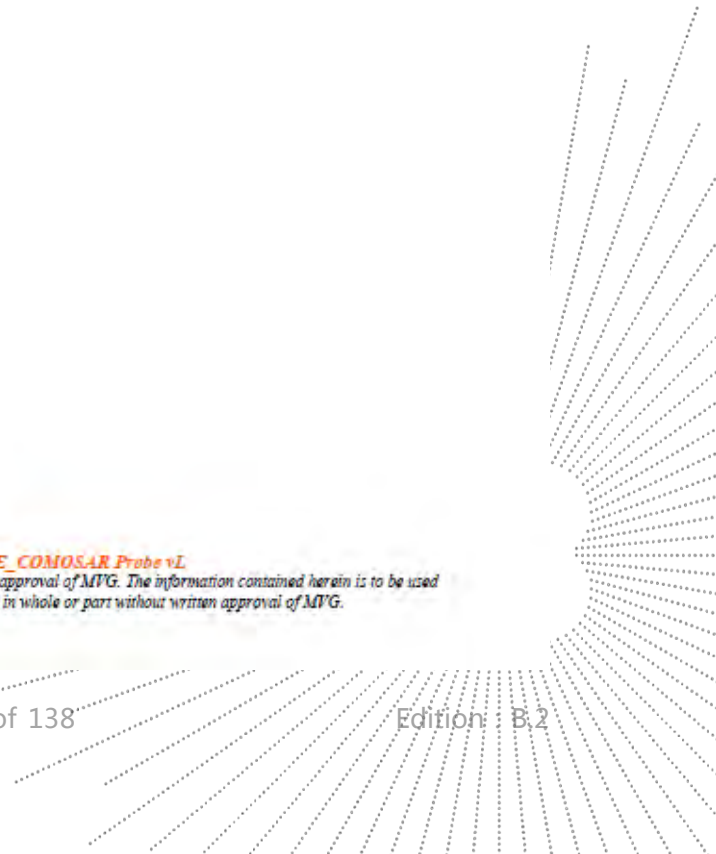 E_COMOSAR Probe vL
approval of MVG. The information contained herein is to be used
in whole or part without written approval of MVG.
of 138 Edition : B.2